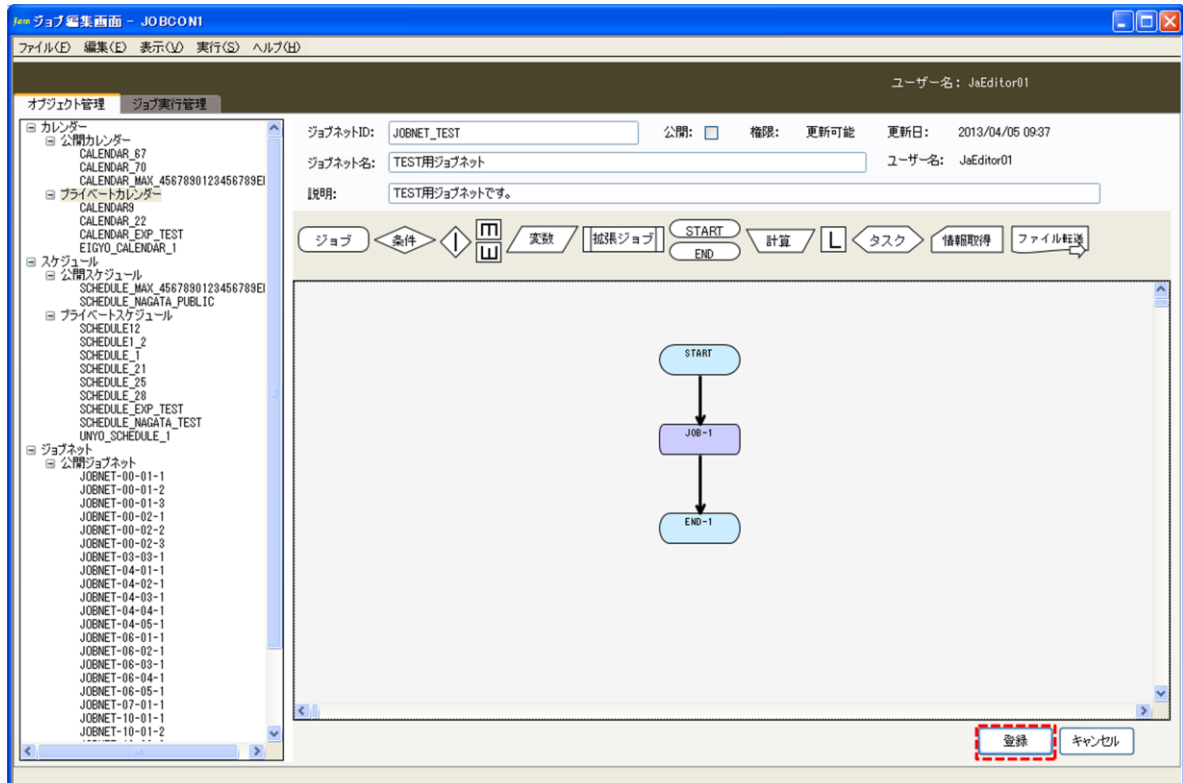 Jam ジョブ編集画面 - JOBCON1
ファイル(F) 編集(E) 表示(V) 実行(S) ヘルプ(H)
ユーザー名: JaEditor01
オブジェクト管理 ジョブ実行管理
カレンダー
公開カレンダー
CALENDAR_67
CALENDAR_70
CALENDAR_MAX_4567890123456789EI
プライベートカレンダー
CALENDAR9
CALENDAR_22
CALENDAR_EXP_TEST
EIGYO_CALENDAR_1
スケジュール
公開スケジュール
SCHEDULE_MAX_4567890123456789EI
SCHEDULE_NAGATA_PUBLIC
プライベートスケジュール
SCHEDULE12
SCHEDULE1_2
SCHEDULE_1
SCHEDULE_21
SCHEDULE_25
SCHEDULE_28
SCHEDULE_EXP_TEST
SCHEDULE_NAGATA_TEST
UNYO_SCHEDULE_1
ジョブネット
公開ジョブネット
JOBNET-00-01-1
JOBNET-00-01-2
JOBNET-00-01-3
JOBNET-00-02-1
JOBNET-00-02-2
JOBNET-00-02-3
JOBNET-03-03-1
JOBNET-04-01-1
JOBNET-04-02-1
JOBNET-04-03-1
JOBNET-04-04-1
JOBNET-04-05-1
JOBNET-06-01-1
JOBNET-06-02-1
JOBNET-06-03-1
JOBNET-06-04-1
JOBNET-06-05-1
JOBNET-07-01-1
JOBNET-10-01-1
JOBNET-10-01-2
ジョブネットID: JOBNET_TEST 公開: 権限: 更新可能 更新日: 2013/04/05 09:37
ジョブネット名: TEST用ジョブネット ユーザー名: JaEditor01
説明: TEST用ジョブネットです。
ジョブ 条件 変数 拡張ジョブ START 計算 L タスク 情報取得 ファイル転送
END
START
JOB-1
END-1
登録 キャンセル